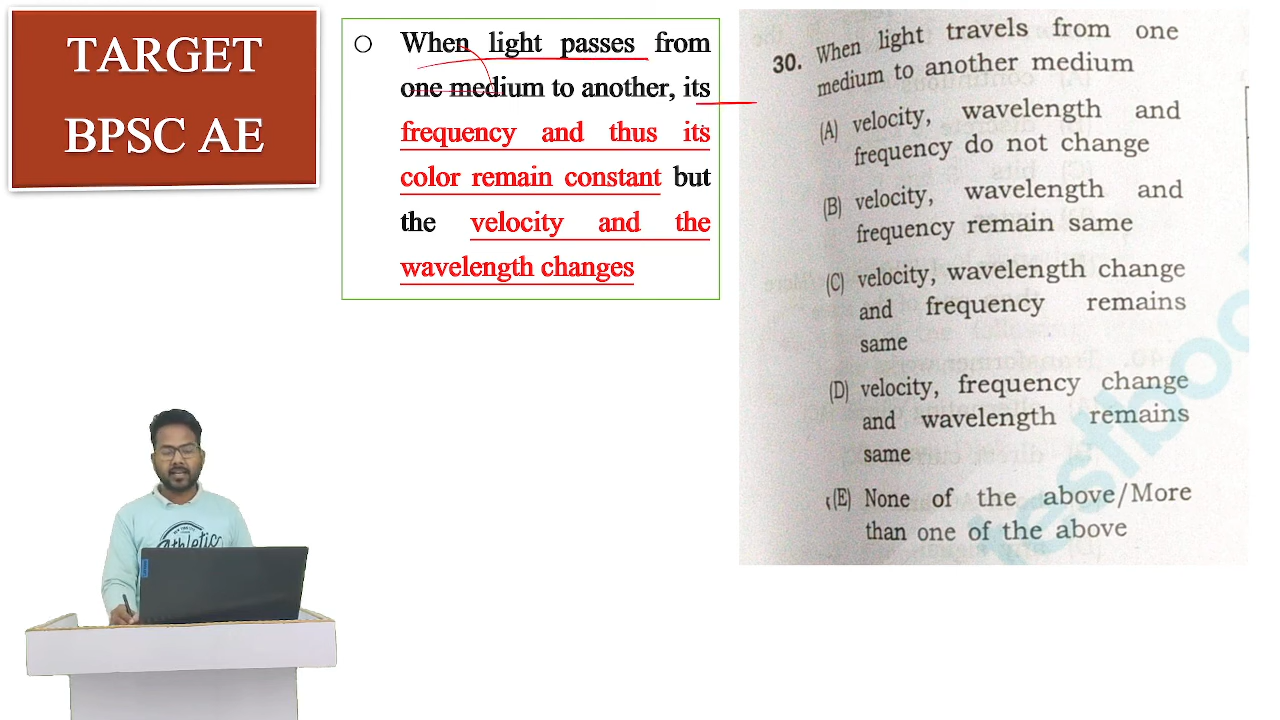 TARGET
BPSC AE
When light passes from
one medium to another, its
frequency and thus its
color remain constant but
the velocity and the
wavelength changes
30. When light travels from one
medium to another medium
(A) velocity, wavelength and
frequency do not change
(B) velocity, wavelength and
frequency remain same
(C) velocity, wavelength change
and frequency remains
same
(D) velocity, frequency change
and wavelength remains
same
(E) None of the above/More
than one of the above
Athletic